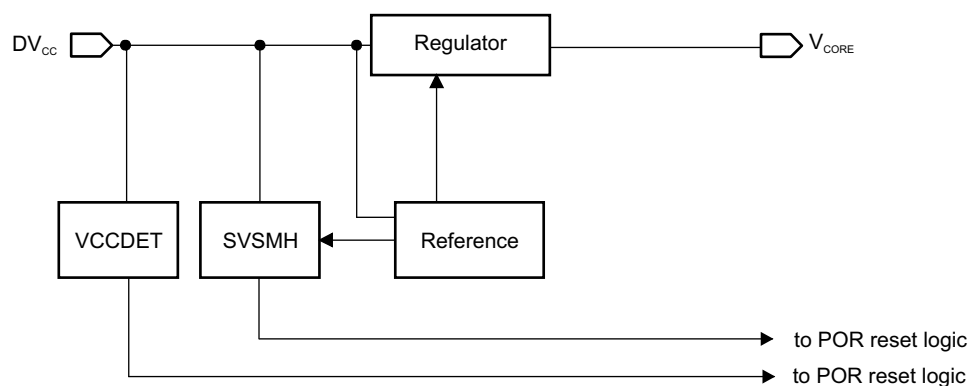 DVCC
Regulator
VCORE
VCCDET
SVSMH
Reference
to POR reset logic
to POR reset logic